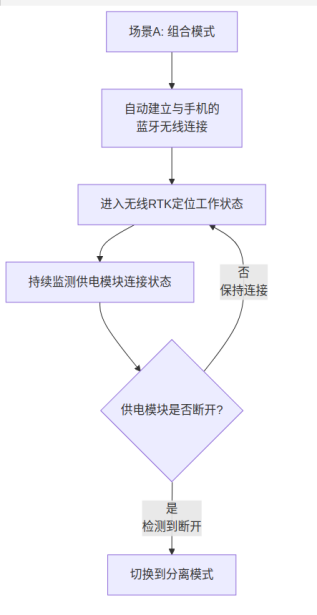 场景A: 组合模式
自动建立与手机的
蓝牙无线连接
进入无线RTK定位工作状态
持续监测供电模块连接状态
否
保持连接
供电模块是否断开?
是
检测到断开
切换到分离模式